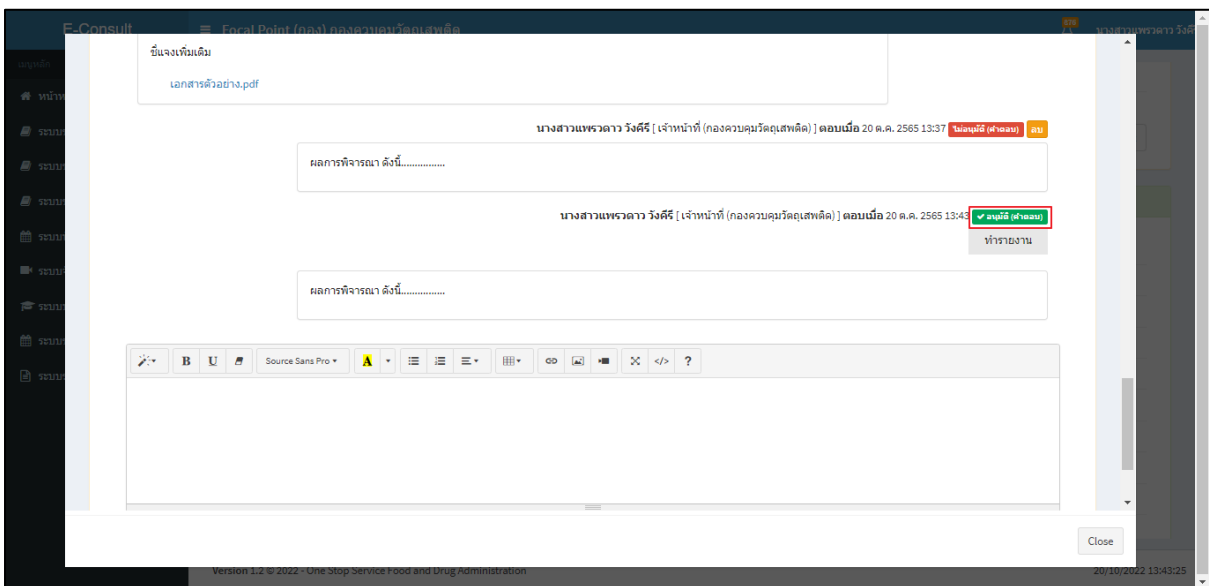 E-Consult
Focal Point (กอง) กองควบคุมวัตถุเสพติด
278
นางสาวแพรวดาว วังคี
เมนูหลัก
ชี้แจงเพิ่มเติม
เอกสารตัวอย่าง.pdf
นางสาวแพรวดาว วังคีรี [ เจ้าหน้าที่ (กองควบคุมวัตถุเสพติด) ] ตอบเมื่อ 20 ต.ค. 2565 13:37 ไม่อนุมัติ (คำตอบ) ลบ
ผลการพิจารณา ดังนี้................
นางสาวแพรวดาว วังคีรี [ เจ้าหน้าที่ (กองควบคุมวัตถุเสพติด) ] ตอบเมื่อ 20 ต.ค. 2565 13:43 อนุมัติ (คำตอบ)
ทำรายงาน
ผลการพิจารณา ดังนี้................
B U Source Sans Pro A </> ?
Close
Version 1.2 © 2022 - One Stop Service Food and Drug Administration
20/10/2022 13:43:25